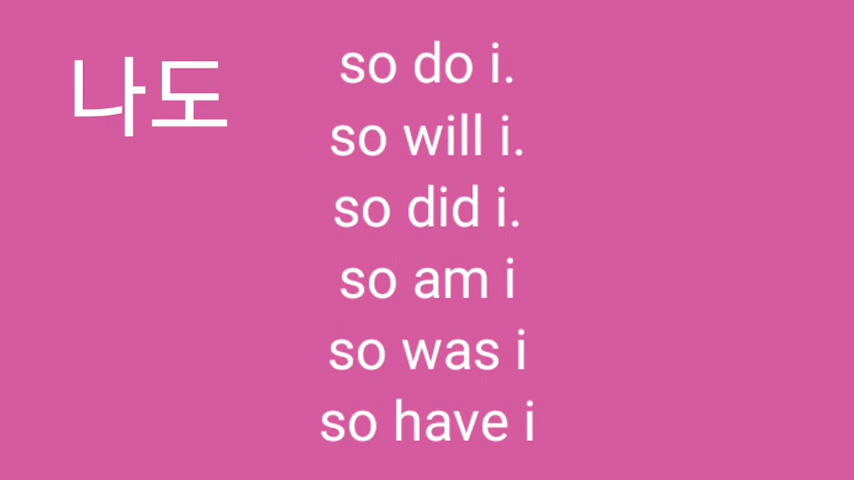 나도
so do i.
so will i.
so did i.
so am i
so was i
so have i